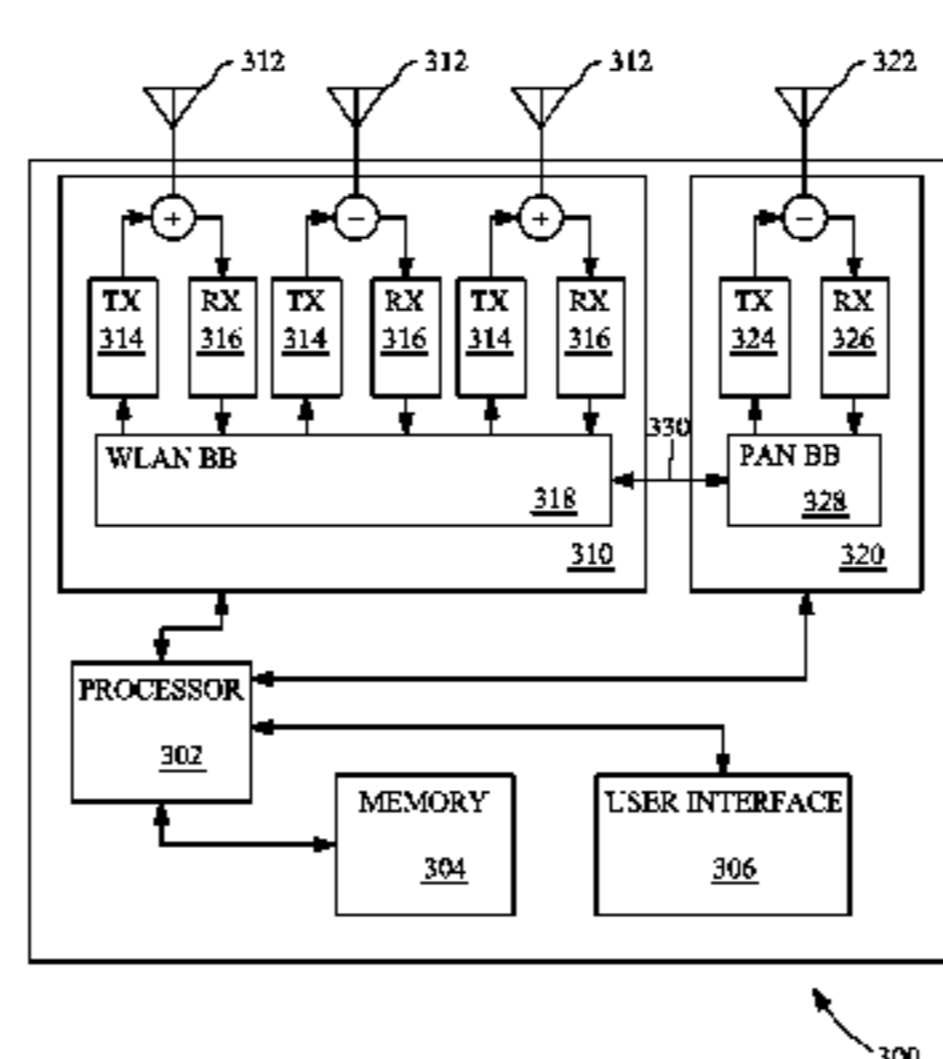 312 312 312 322
+ − + −
TX RX TX RX TX RX TX RX
314 316 314 316 314 316 324 326
330
WLAN BB PAN BB
318 328
310 320
PROCESSOR
302
MEMORY USER INTERFACE
304 306
300